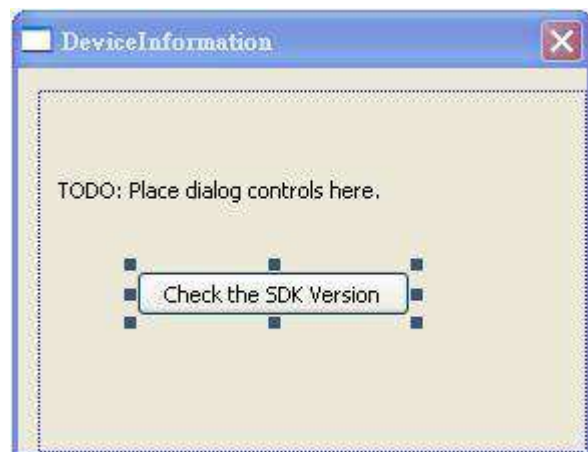 DeviceInformation
TODO: Place dialog controls here.
Check the SDK Version